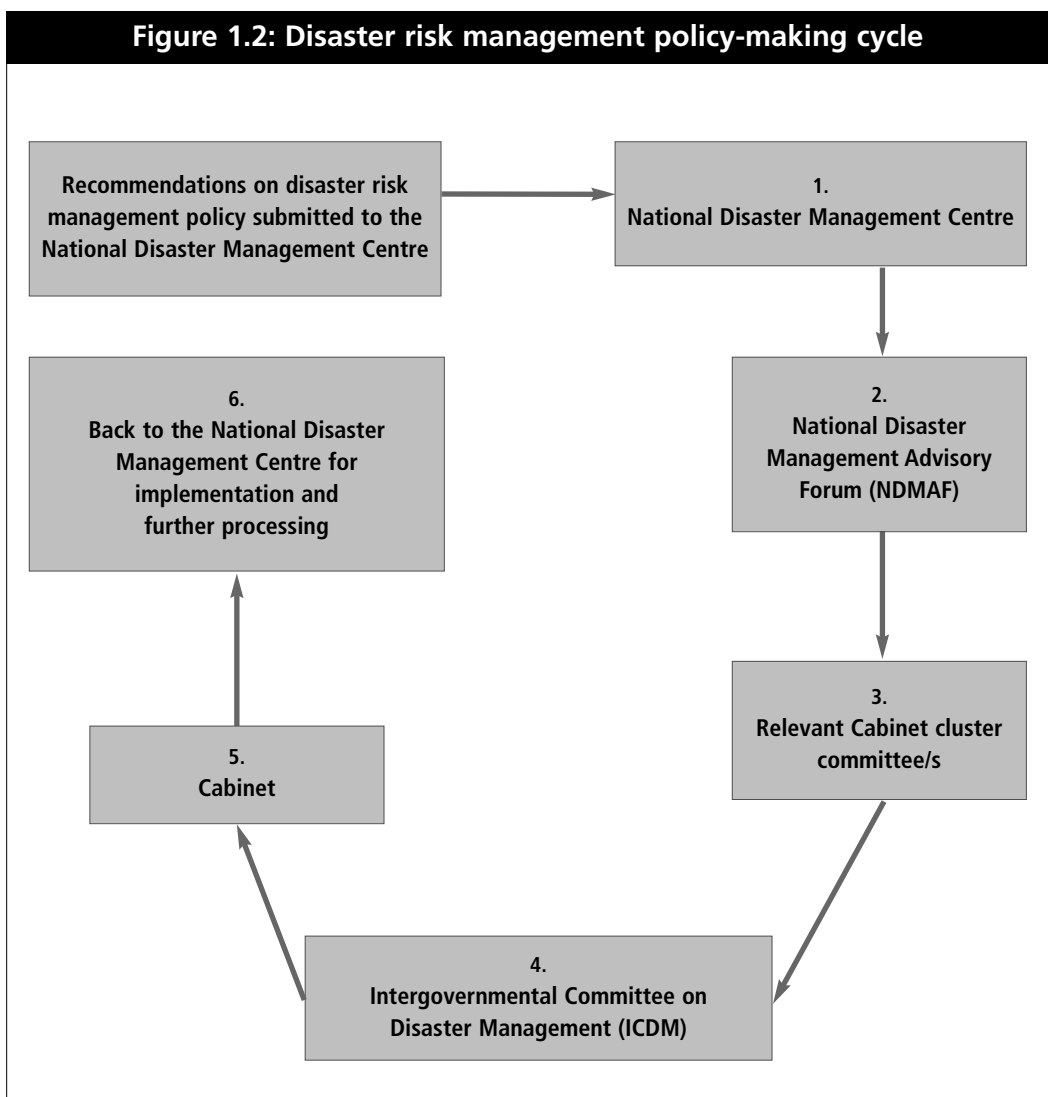 Figure 1.2: Disaster risk management policy-making cycle
Recommendations on disaster risk
management policy submitted to the
National Disaster Management Centre
1.
National Disaster Management Centre
2.
National Disaster
Management Advisory
Forum (NDMAF)
3.
Relevant Cabinet cluster
committee/s
4.
Intergovernmental Committee on
Disaster Management (ICDM)
5.
Cabinet
6.
Back to the National Disaster
Management Centre for
implementation and
further processing